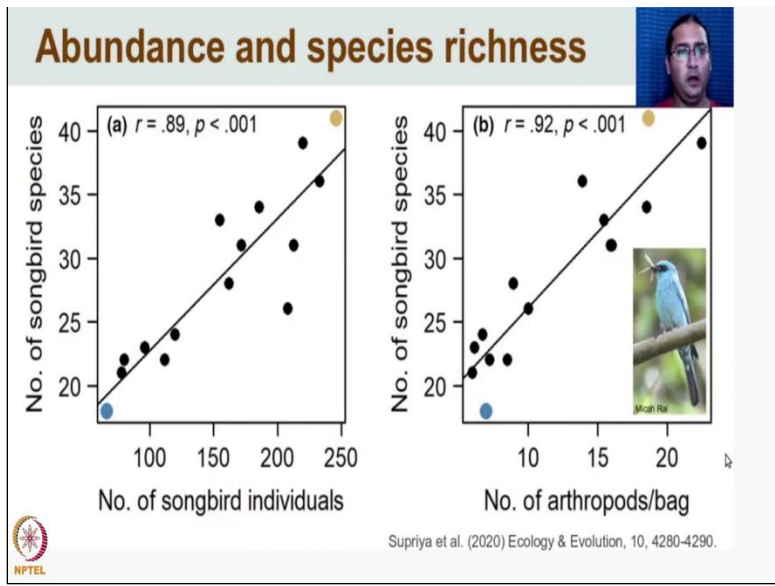 Abundance and species richness
(a) r = .89, p < .001
No. of songbird species
40
35
30
25
20
100 150 200 250
No. of songbird individuals
(b) r = .92, p < .001
No. of songbird species
40
35
30
25
20
10 15 20
No. of arthropods/bag
Micah Rai
Supriya et al. (2020) Ecology & Evolution, 10, 4280-4290.
NPTEL